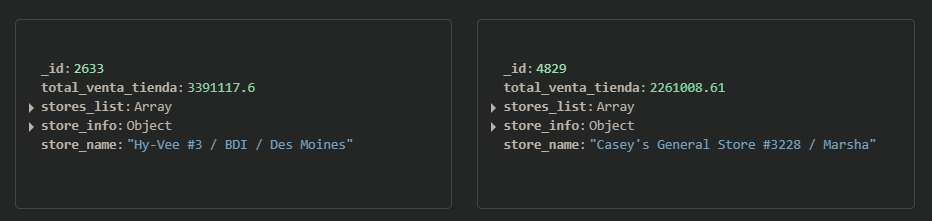 _id: 2633
total_venta_tienda: 3391117.6
stores_list: Array
store_info: Object
store_name: "Hy-Vee #3 / BDI / Des Moines"
_id: 4829
total_venta_tienda: 2261008.61
stores_list: Array
store_info: Object
store_name: "Casey's General Store #3228 / Marsha"